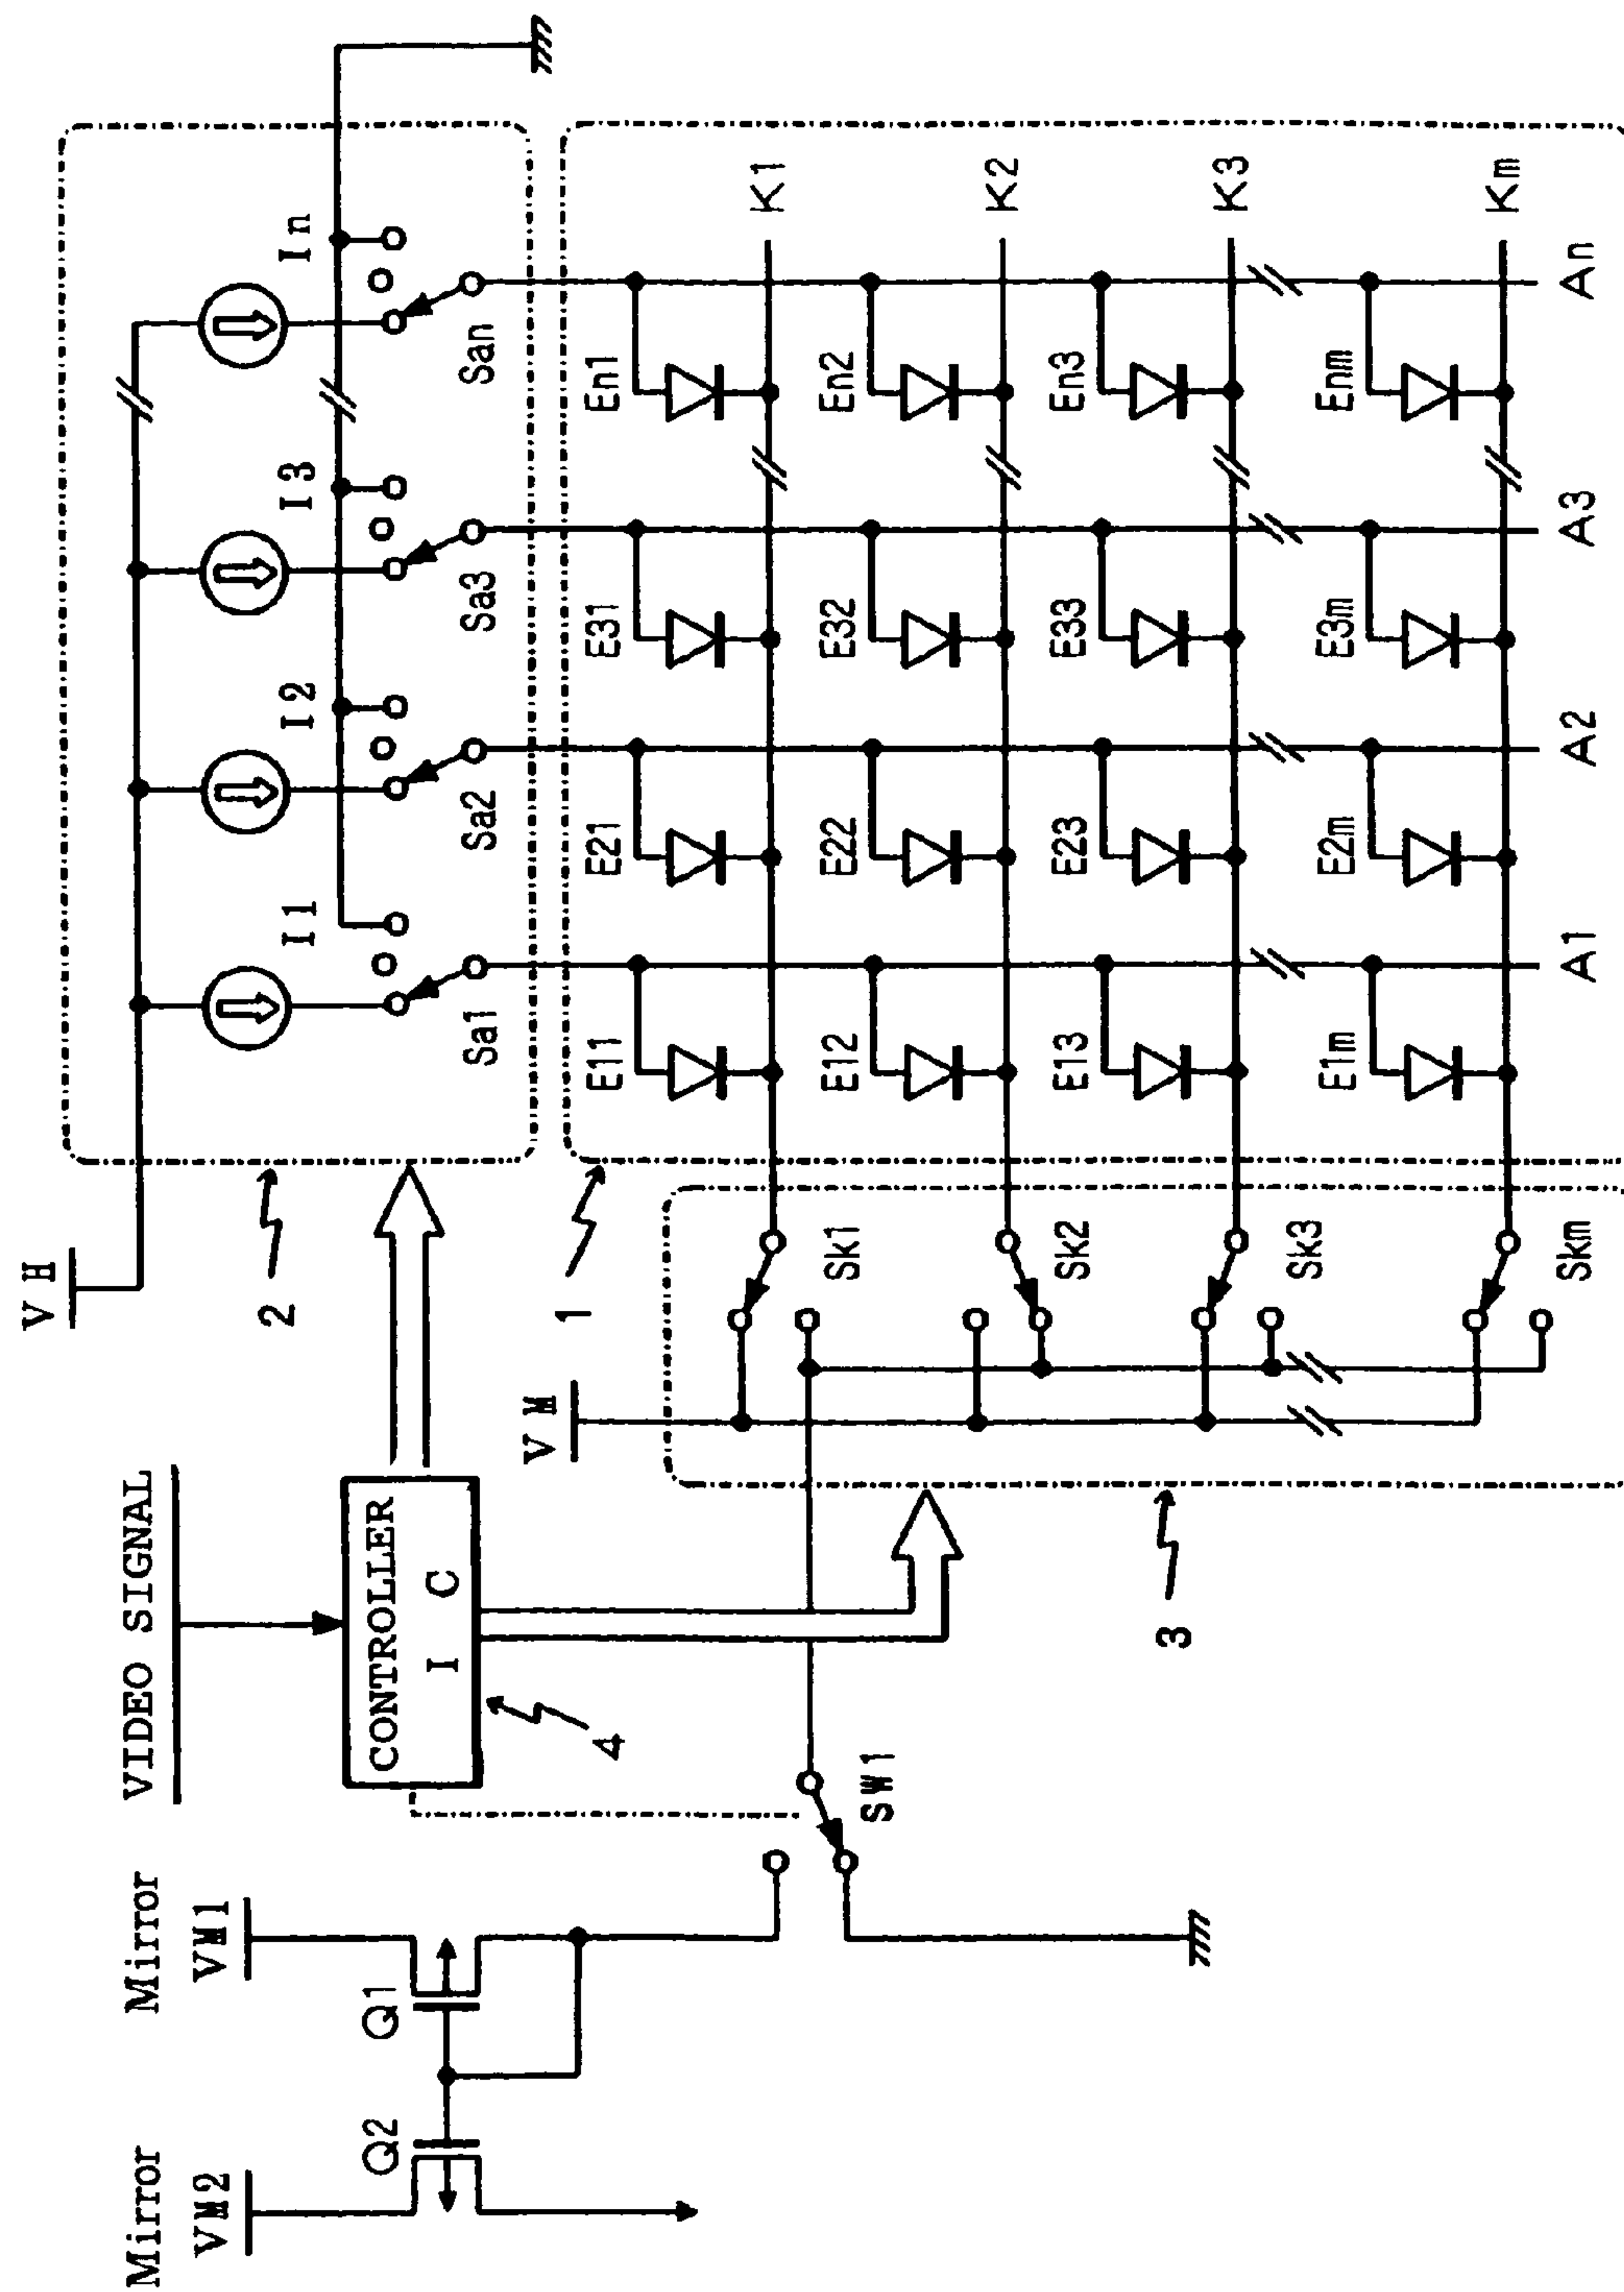 Mirror
VM2
Q2
Mirror
VM1
Q1
VIDEO SIGNAL
CONTROLLER
I C
4
SW1
VH
2
VM
1
3
I1
I2
I3
In
Sa1
Sa2
Sa3
San
E11
E21
E31
En1
K1
E12
E22
E32
En2
K2
E13
E23
E33
En3
K3
E1m
E2m
E3m
Enm
Km
Sk1
Sk2
Sk3
Skm
A1
A2
A3
An